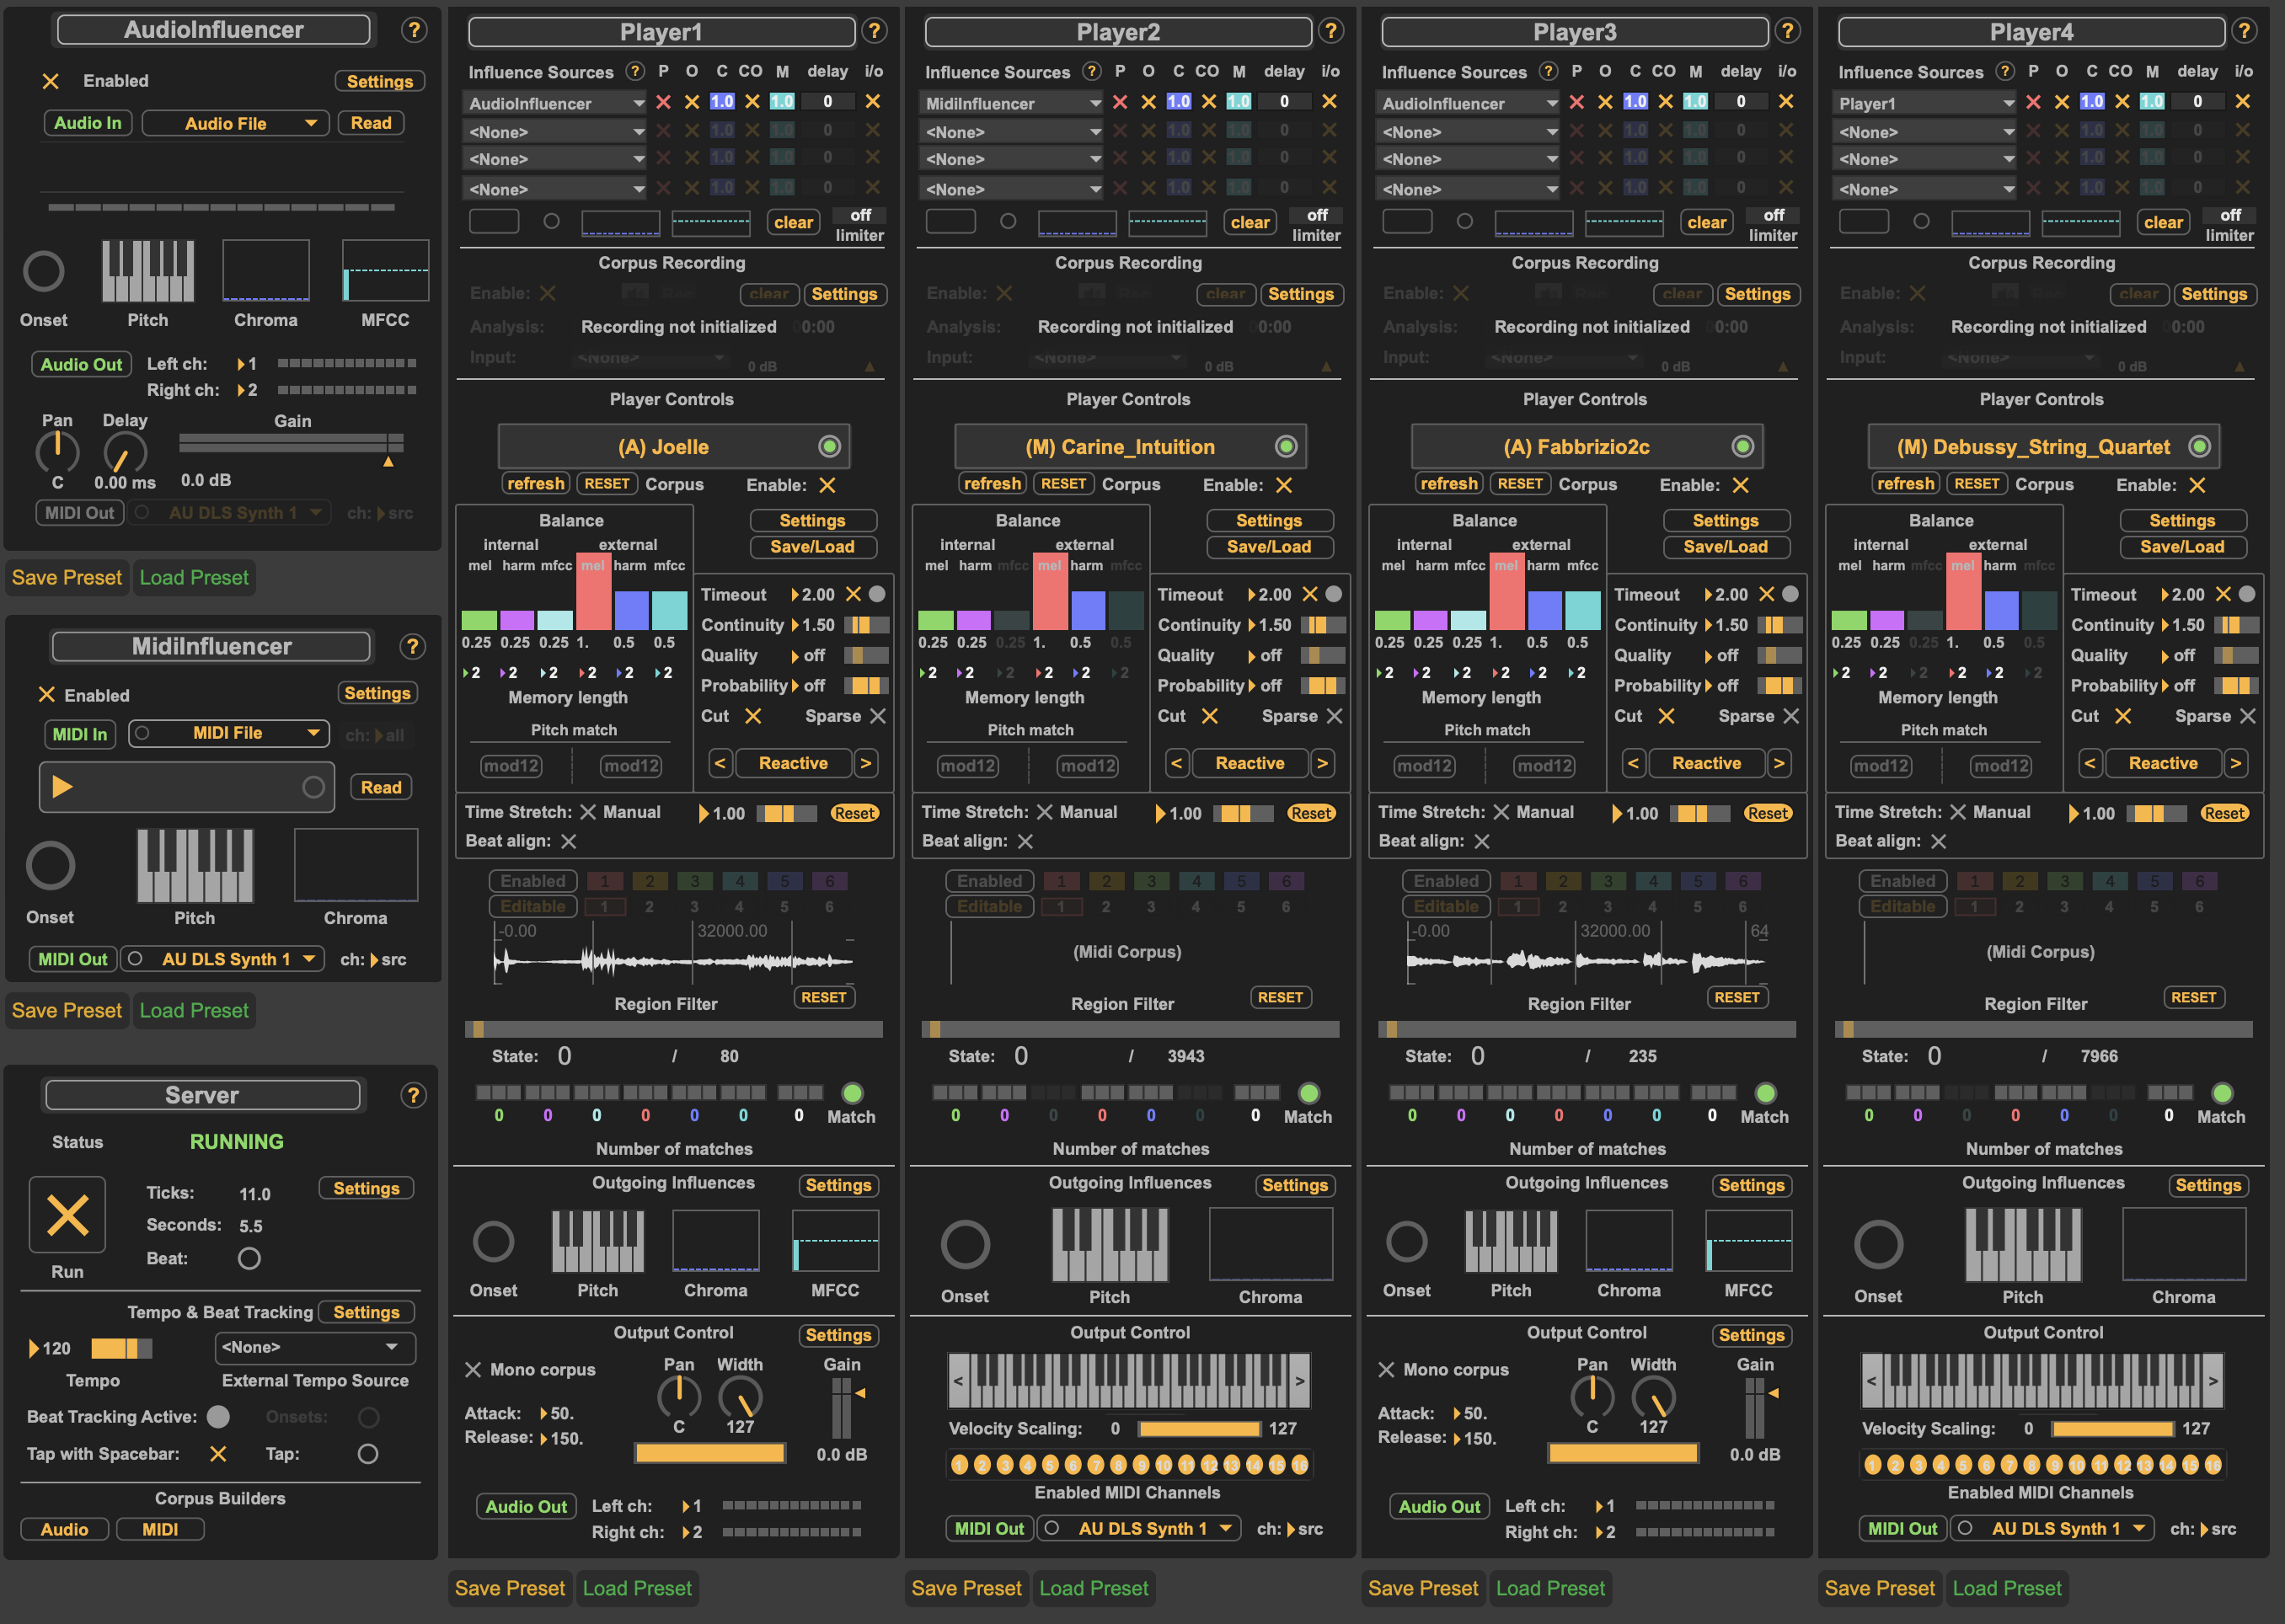 AudioInfluencer ?
Enabled Settings
Audio In Audio File Read
Onset Pitch Chroma MFCC
Audio Out Left ch: 1
Right ch: 2
Pan Delay Gain
C 0.00 ms 0.0 dB
MIDI Out AU DLS Synth 1 ch: src
Save Preset Load Preset
MidiInfluencer ?
Enabled Settings
MIDI In MIDI File ch: all
Read
Onset Pitch Chroma
MIDI Out AU DLS Synth 1 ch: src
Save Preset Load Preset
Server ?
Status RUNNING
Ticks: 11.0 Settings
Seconds: 5.5
Beat:
Run
Tempo & Beat Tracking Settings
120 <None>
Tempo External Tempo Source
Beat Tracking Active: Onsets:
Tap with Spacebar: Tap:
Corpus Builders
Audio MIDI
Player1 ?
Influence Sources ? P O C CO M delay i/o
AudioInfluencer 1.0 1.0 0
<None> 1.0 1.0 0
<None> 1.0 1.0 0
<None> 1.0 1.0 0
clear off
limiter
Corpus Recording
Enable: Rec clear Settings
Analysis: Recording not initialized 0:00
Input: <None> 0 dB
Player Controls
(A) Joelle
refresh RESET Corpus Enable:
Balance Settings
internal external Save/Load
mel harm mfcc mel harm mfcc
Timeout 2.00
Continuity 1.50
0.25 0.25 0.25 1. 0.5 0.5
Quality off
2 2 2 2 2 2
Probability off
Memory length
Cut Sparse
Pitch match
mod12 mod12 < Reactive >
Time Stretch: Manual 1.00 Reset
Beat align:
Enabled 1 2 3 4 5 6
Editable 1 2 3 4 5 6
-0.00 32000.00
Region Filter RESET
State: 0 / 80
0 0 0 0 0 0 0 Match
Number of matches
Outgoing Influences Settings
Onset Pitch Chroma MFCC
Output Control Settings
Mono corpus Pan Width Gain
Attack: 50. C 127
Release: 150. 0.0 dB
Audio Out Left ch: 1
Right ch: 2
Save Preset Load Preset
Player2 ?
Influence Sources ? P O C CO M delay i/o
MidiInfluencer 1.0 1.0 0
<None> 1.0 1.0 0
<None> 1.0 1.0 0
<None> 1.0 1.0 0
clear off
limiter
Corpus Recording
Enable: Rec clear Settings
Analysis: Recording not initialized 0:00
Input: <None> 0 dB
Player Controls
(M) Carine_Intuition
refresh RESET Corpus Enable:
Balance Settings
internal external Save/Load
mel harm mfcc mel harm mfcc
Timeout 2.00
Continuity 1.50
0.25 0.25 0.25 1. 0.5 0.5
Quality off
2 2 2 2 2 2
Probability off
Memory length
Cut Sparse
Pitch match
mod12 mod12 < Reactive >
Time Stretch: Manual 1.00 Reset
Beat align:
Enabled 1 2 3 4 5 6
Editable 1 2 3 4 5 6
(Midi Corpus)
Region Filter RESET
State: 0 / 3943
0 0 0 0 0 0 0 Match
Number of matches
Outgoing Influences Settings
Onset Pitch Chroma
Output Control
< >
Velocity Scaling: 0 127
1 2 3 4 5 6 7 8 9 10 11 12 13 14 15 16
Enabled MIDI Channels
MIDI Out AU DLS Synth 1 ch: src
Save Preset Load Preset
Player3 ?
Influence Sources ? P O C CO M delay i/o
AudioInfluencer 1.0 1.0 0
<None> 1.0 1.0 0
<None> 1.0 1.0 0
<None> 1.0 1.0 0
clear off
limiter
Corpus Recording
Enable: Rec clear Settings
Analysis: Recording not initialized 0:00
Input: <None> 0 dB
Player Controls
(A) Fabbrizio2c
refresh RESET Corpus Enable:
Balance Settings
internal external Save/Load
mel harm mfcc mel harm mfcc
Timeout 2.00
Continuity 1.50
0.25 0.25 0.25 1. 0.5 0.5
Quality off
2 2 2 2 2 2
Probability off
Memory length
Cut Sparse
Pitch match
mod12 mod12 < Reactive >
Time Stretch: Manual 1.00 Reset
Beat align:
Enabled 1 2 3 4 5 6
Editable 1 2 3 4 5 6
-0.00 32000.00 64
Region Filter RESET
State: 0 / 235
0 0 0 0 0 0 0 Match
Number of matches
Outgoing Influences Settings
Onset Pitch Chroma MFCC
Output Control Settings
Mono corpus Pan Width Gain
Attack: 50. C 127
Release: 150. 0.0 dB
Audio Out Left ch: 1
Right ch: 2
Save Preset Load Preset
Player4 ?
Influence Sources ? P O C CO M delay i/o
Player1 1.0 1.0 0
<None> 1.0 1.0 0
<None> 1.0 1.0 0
<None> 1.0 1.0 0
clear off
limiter
Corpus Recording
Enable: Rec clear Settings
Analysis: Recording not initialized 0:00
Input: <None> 0 dB
Player Controls
(M) Debussy_String_Quartet
refresh RESET Corpus Enable:
Balance Settings
internal external Save/Load
mel harm mfcc mel harm mfcc
Timeout 2.00
Continuity 1.50
0.25 0.25 0.25 1. 0.5 0.5
Quality off
2 2 2 2 2 2
Probability off
Memory length
Cut Sparse
Pitch match
mod12 mod12 < Reactive >
Time Stretch: Manual 1.00 Reset
Beat align:
Enabled 1 2 3 4 5 6
Editable 1 2 3 4 5 6
(Midi Corpus)
Region Filter RESET
State: 0 / 7966
0 0 0 0 0 0 0 Match
Number of matches
Outgoing Influences Settings
Onset Pitch Chroma
Output Control
< >
Velocity Scaling: 0 127
1 2 3 4 5 6 7 8 9 10 11 12 13 14 15 16
Enabled MIDI Channels
MIDI Out AU DLS Synth 1 ch: src
Save Preset Load Preset